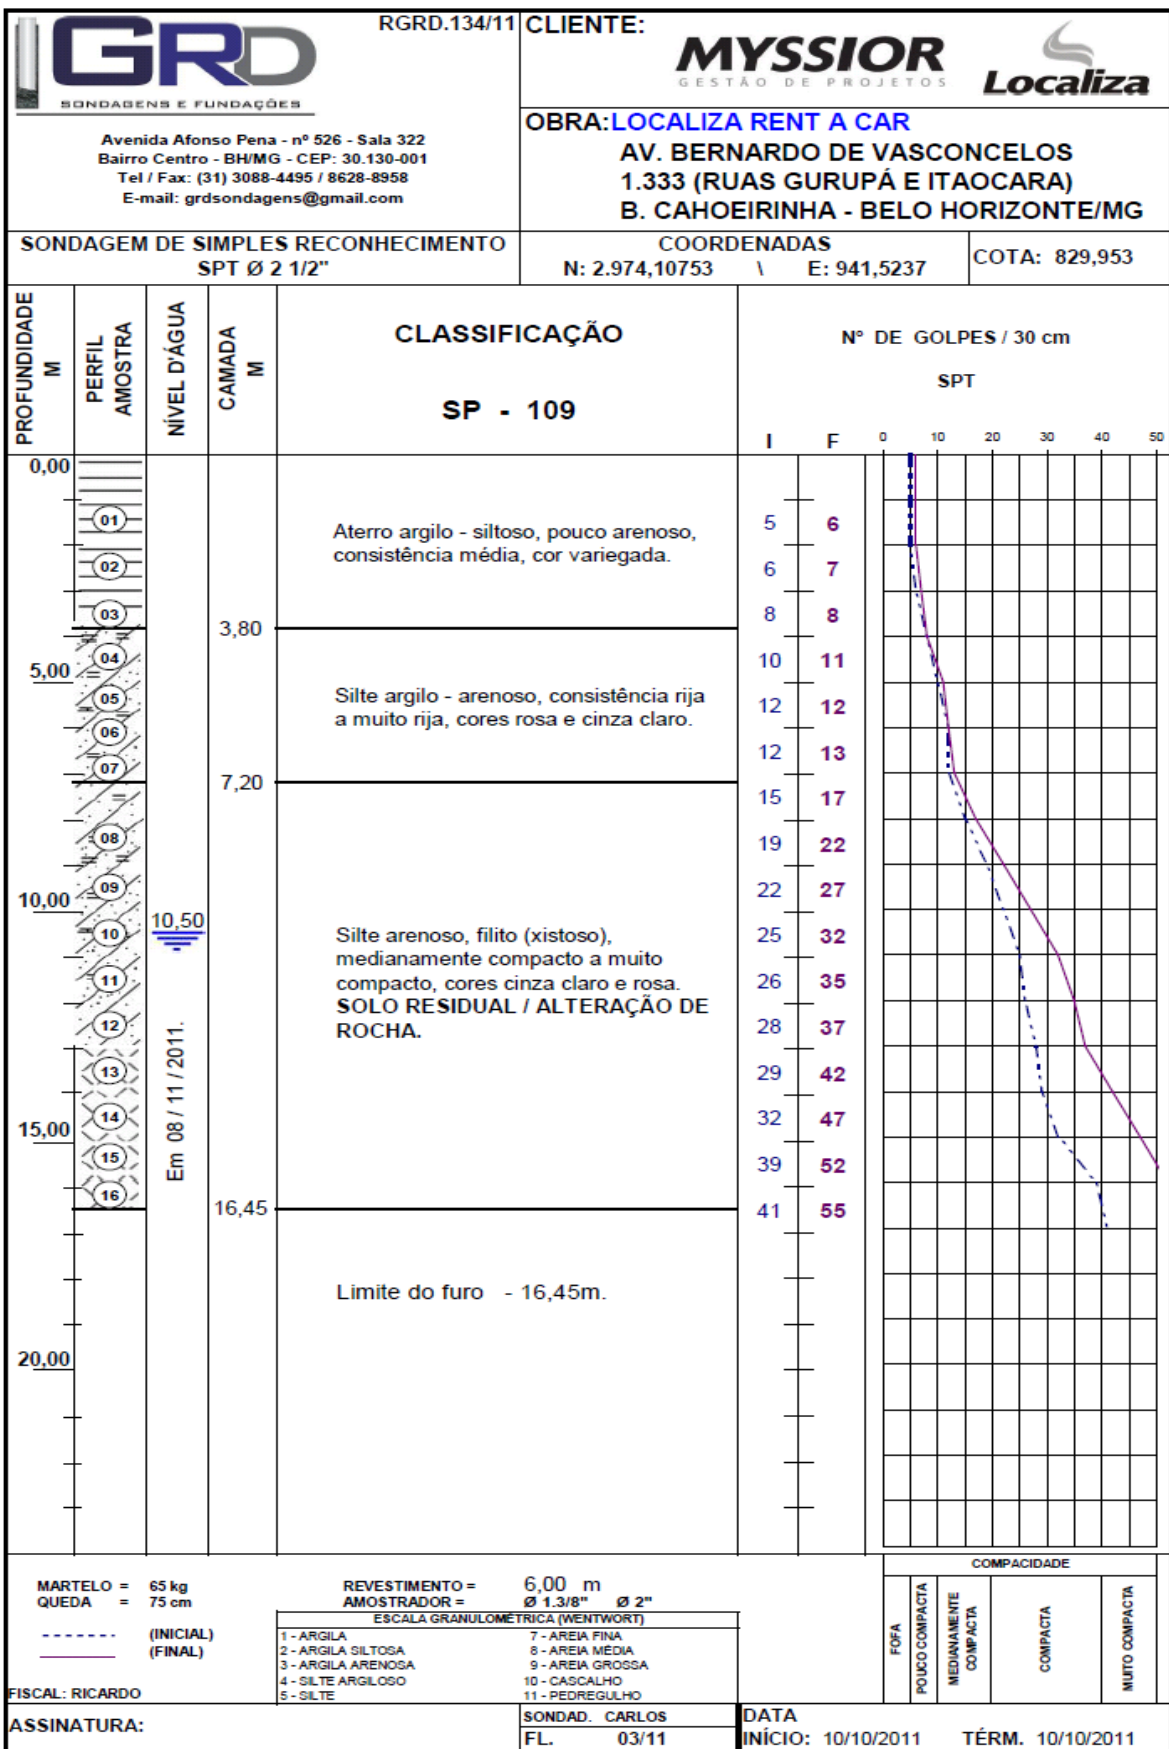 RGRD.134/11
GRD
SONDAGENS E FUNDAÇÕES
Avenida Afonso Pena - nº 526 - Sala 322
Bairro Centro - BH/MG - CEP: 30.130-001
Tel / Fax: (31) 3088-4495 / 8628-8958
E-mail: grdsondagens@gmail.com
CLIENTE:
MYSSIOR
GESTÃO DE PROJETOS
Localiza
OBRA:LOCALIZA RENT A CAR
AV. BERNARDO DE VASCONCELOS
1.333 (RUAS GURUPÁ E ITAOCARA)
B. CAHOEIRINHA - BELO HORIZONTE/MG
SONDAGEM DE SIMPLES RECONHECIMENTO
SPT Ø 2 1/2"
COORDENADAS
N: 2.974,10753 \ E: 941,5237
COTA: 829,953
PROFUNDIDADE
M
PERFIL
AMOSTRA
NÍVEL D'ÁGUA
CAMADA
M
CLASSIFICAÇÃO
SP - 109
Nº DE GOLPES / 30 cm
SPT
I F 0 10 20 30 40 50
0,00
01
Aterro argilo - siltoso, pouco arenoso,
consistência média, cor variegada.
5 6
02
6 7
03
8 8
3,80
04
10 11
5,00
05
Silte argilo - arenoso, consistência rija
a muito rija, cores rosa e cinza claro.
12 12
06
12 13
07
7,20
15 17
08
19 22
09
22 27
10,00
10
10,50
25 32
Silte arenoso, filito (xistoso),
medianamente compacto a muito
compacto, cores cinza claro e rosa.
SOLO RESIDUAL / ALTERAÇÃO DE
ROCHA.
11
26 35
12
28 37
13
29 42
14
32 47
15,00
15
39 52
16
16,45
41 55
Em 08 / 11 / 2011.
Limite do furo - 16,45m.
20,00
MARTELO = 65 kg
QUEDA = 75 cm
REVESTIMENTO = 6,00 m
AMOSTRADOR = Ø 1.3/8" Ø 2"
(INICIAL)
(FINAL)
FISCAL: RICARDO
ESCALA GRANULOMÉTRICA (WENTWORT)
1 - ARGILA
2 - ARGILA SILTOSA
3 - ARGILA ARENOSA
4 - SILTE ARGILOSO
5 - SILTE
7 - AREIA FINA
8 - AREIA MÉDIA
9 - AREIA GROSSA
10 - CASCALHO
11 - PEDREGULHO
COMPACIDADE
FOFA
POUCO COMPACTA
MEDIANAMENTE
COMPACTA
COMPACTA
MUITO COMPACTA
ASSINATURA:
SONDAD. CARLOS
FL. 03/11
DATA
INÍCIO: 10/10/2011 TÉRM. 10/10/2011